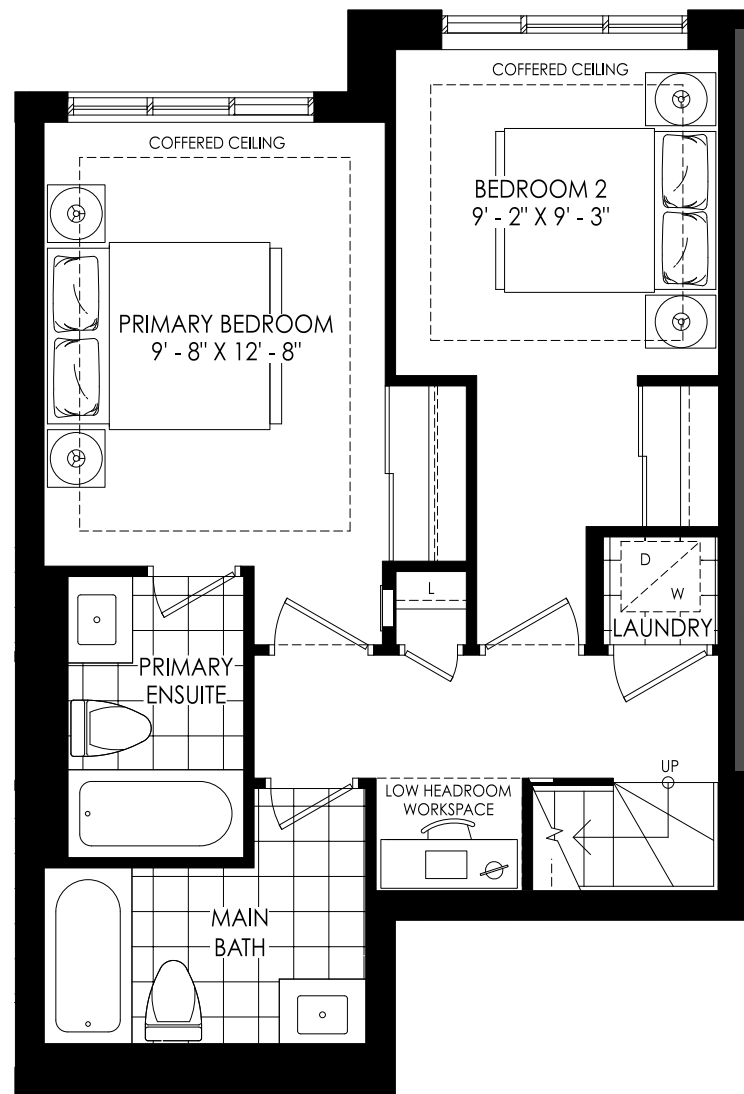 COFFERED CEILING
COFFERED CEILING
BEDROOM 2
9' - 2" X 9' - 3"
PRIMARY BEDROOM
9' - 8" X 12' - 8"
D
W
LAUNDRY
L
PRIMARY
ENSUITE
UP
LOW HEADROOM
WORKSPACE
MAIN
BATH